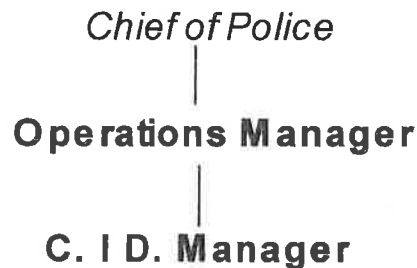 Chief of Police
Operations Manager
C. I D. Manager